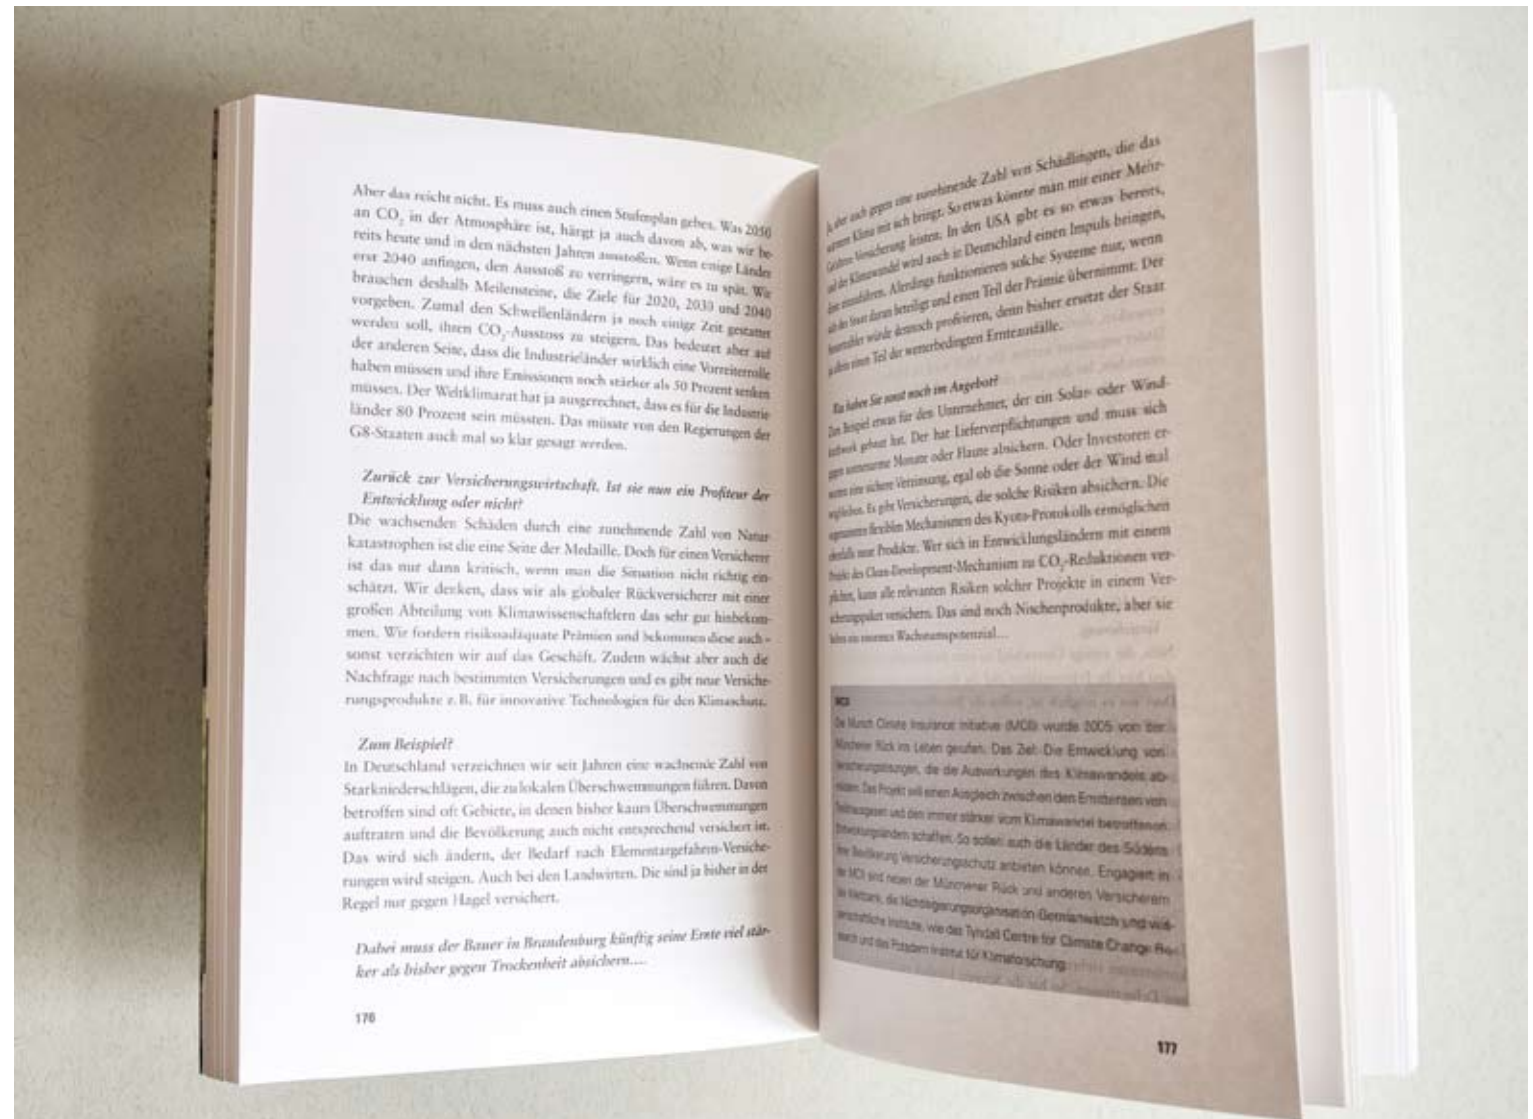 Aber das reicht nicht. Es muss auch einen Stufenplan geben. Was 2050
an CO₂ in der Atmosphäre ist, hängt ja auch davon ab, was wir be-
reits heute und in den nächsten Jahren ausstoßen. Wenn einige Länder
erst 2040 anfingen, den Ausstoß zu verringern, wäre es zu spät. Wir
brauchen deshalb Meilensteine, die Ziele für 2020, 2030 und 2040
vorgeben. Zumal den Schwellenländern ja noch einige Zeit gestattet
werden soll, ihren CO₂-Ausstoss zu steigern. Das bedeutet aber auf
der anderen Seite, dass die Industrieländer wirklich eine Vorreiterrolle
haben müssen und ihre Emissionen noch stärker als 50 Prozent senken
müssen. Der Weltklimarat hat ja ausgerechnet, dass es für die Industrie-
länder 80 Prozent sein müssten. Das müsste von den Regierungen der
G8-Staaten auch mal so klar gesagt werden.
Zurück zur Versicherungswirtschaft. Ist sie nun ein Profiteur der
Entwicklung oder nicht?
Die wachsenden Schäden durch eine zunehmende Zahl von Natur-
katastrophen ist die eine Seite der Medaille. Doch für einen Versicherer
ist das nur dann kritisch, wenn man die Situation nicht richtig ein-
schätzt. Wir denken, dass wir als globaler Rückversicherer mit einer
großen Abteilung von Klimawissenschaftlern das sehr gut hinbekom-
men. Wir fordern risikoadäquate Prämien und bekommen diese auch –
sonst verzichten wir auf das Geschäft. Zudem wächst aber auch die
Nachfrage nach bestimmten Versicherungen und es gibt neue Versiche-
rungsprodukte z. B. für innovative Technologien für den Klimaschutz.
Zum Beispiel?
In Deutschland verzeichnen wir seit Jahren eine wachsende Zahl von
Starkniederschlägen, die zu lokalen Überschwemmungen führen. Davon
betroffen sind oft Gebiete, in denen bisher kaum Überschwemmungen
auftraten und die Bevölkerung auch nicht entsprechend versichert ist.
Das wird sich ändern, der Bedarf nach Elementargefahren-Versiche-
rungen wird steigen. Auch bei den Landwirten. Die sind ja bisher in der
Regel nur gegen Hagel versichert.
Dabei muss der Bauer in Brandenburg künftig seine Ernte viel stär-
ker als bisher gegen Trockenheit absichern....
176
Ja, aber auch gegen eine zunehmende Zahl von Schädlingen, die das
Klima mit sich bringt. So etwas könnte man mit einer Mehr-
Gefahren-Versicherung leisten. In den USA gibt es so etwas bereits,
und der Klimawandel wird auch in Deutschland einen Impuls bringen,
diese einzuführen. Allerdings funktionieren solche Systeme nur, wenn
sich der Staat daran beteiligt und einen Teil der Prämie übernimmt. Der
würde dennoch profitieren, denn bisher ersetzt der Staat
einen Teil der wetterbedingten Ernteausfälle.
Was haben Sie sonst noch im Angebot?
Zum Beispiel etwas für den Unternehmer, der ein Solar- oder Wind-
kraftwerk gebaut hat. Der hat Lieferverpflichtungen und muss sich
gegen sonnenarme Monate oder Flaute absichern. Oder Investoren er-
warten eine sichere Verzinsung, egal ob die Sonne oder der Wind mal
wegbleiben. Es gibt Versicherungen, die solche Risiken absichern. Die
sogenannten flexiblen Mechanismen des Kyoto-Protokolls ermöglichen
ebenfalls neue Produkte. Wer sich in Entwicklungsländern mit einem
Projekt des Clean-Development-Mechanism zu CO₂-Reduktionen ver-
pflichtet, kann alle relevanten Risiken solcher Projekte in einem Ver-
sicherungspaket versichern. Das sind noch Nischenprodukte, aber sie
haben ein enormes Wachstumspotenzial…
MCII
Die Munich Climate Insurance Initiative (MCII) wurde 2005 von der
Münchener Rück ins Leben gerufen. Das Ziel: Die Entwicklung von
Versicherungslösungen, die die Auswirkungen des Klimawandels ab-
mildern. Das Projekt will einen Ausgleich zwischen den Emittenten von
Treibhausgasen und den immer stärker vom Klimawandel betroffenen
Entwicklungsländern schaffen. So sollen auch die Länder des Südens
ihrer Bevölkerung Versicherungsschutz anbieten können. Engagiert in
der MCII sind neben der Münchener Rück und anderen Versicherern
die Weltbank, die Nichtregierungsorganisation Germanwatch und wis-
senschaftliche Institute, wie das Tyndall Centre for Climate Change Re-
search und das Potsdam Institut für Klimaforschung.
177